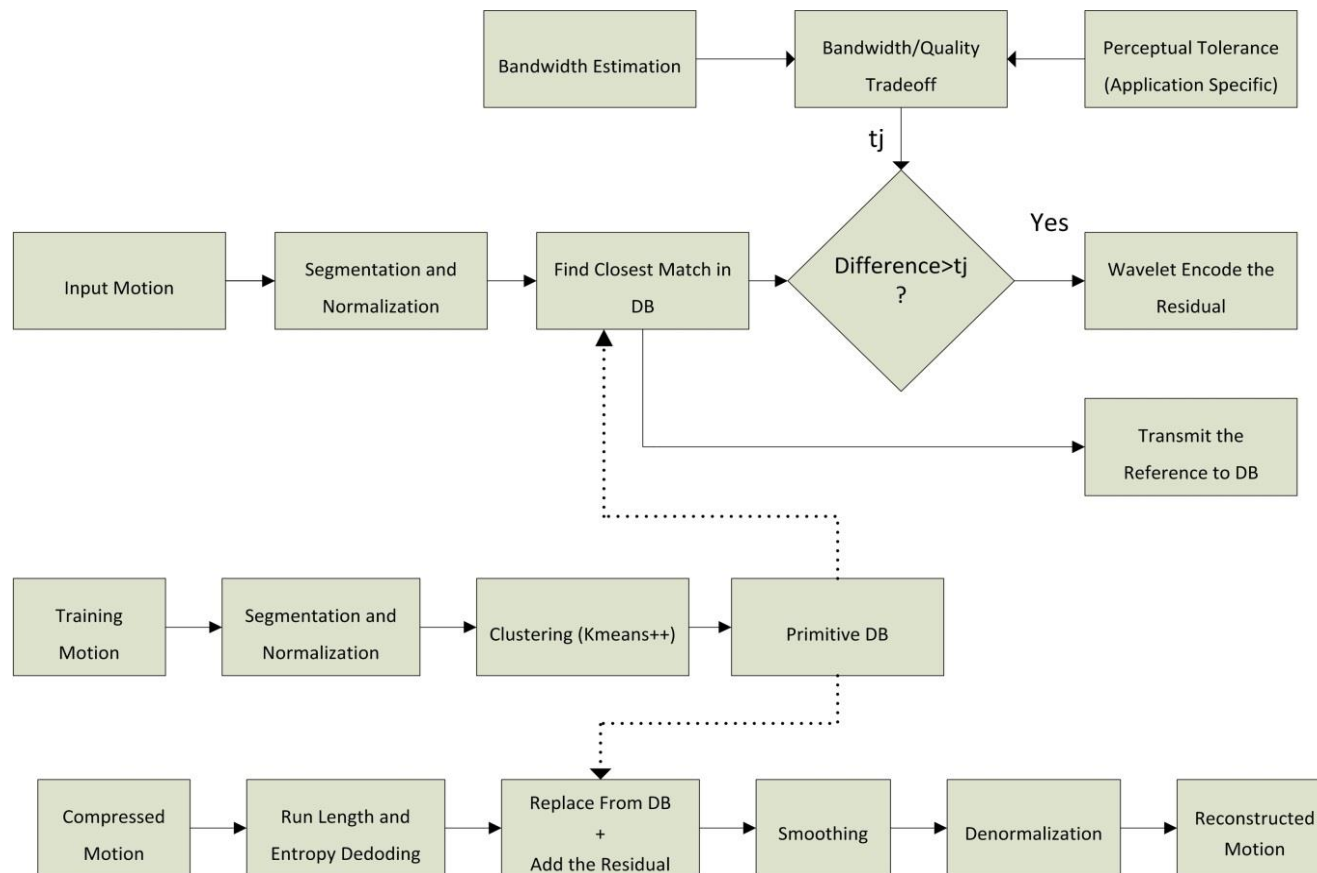 Bandwidth Estimation
Bandwidth/Quality
Tradeoff
Perceptual Tolerance
(Application Specific)
tj
Yes
Input Motion
Segmentation and
Normalization
Find Closest Match in
DB
Difference>tj
?
Wavelet Encode the
Residual
Transmit the
Reference to DB
Training
Motion
Segmentation and
Normalization
Clustering (Kmeans++)
Primitive DB
Compressed
Motion
Run Length and
Entropy Dedoding
Replace From DB
+
Add the Residual
Smoothing
Denormalization
Reconstructed
Motion